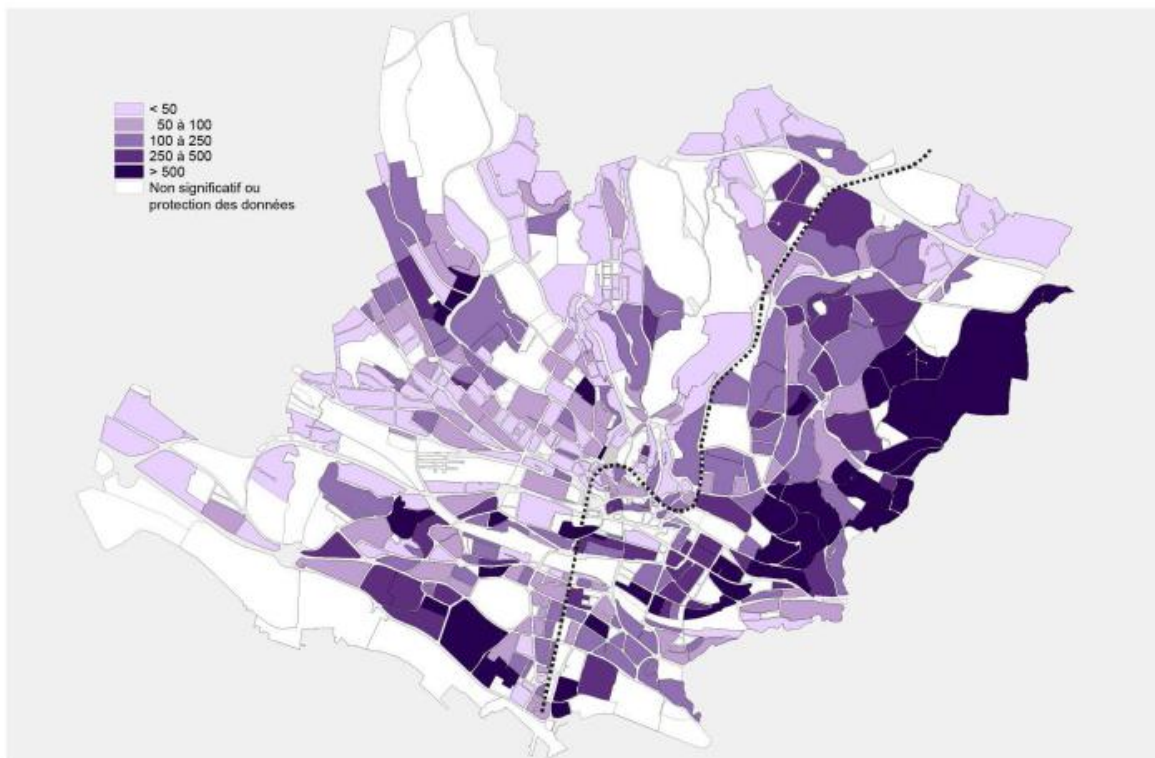 < 50
50 à 100
100 à 250
250 à 500
> 500
Non significatif ou
protection des données